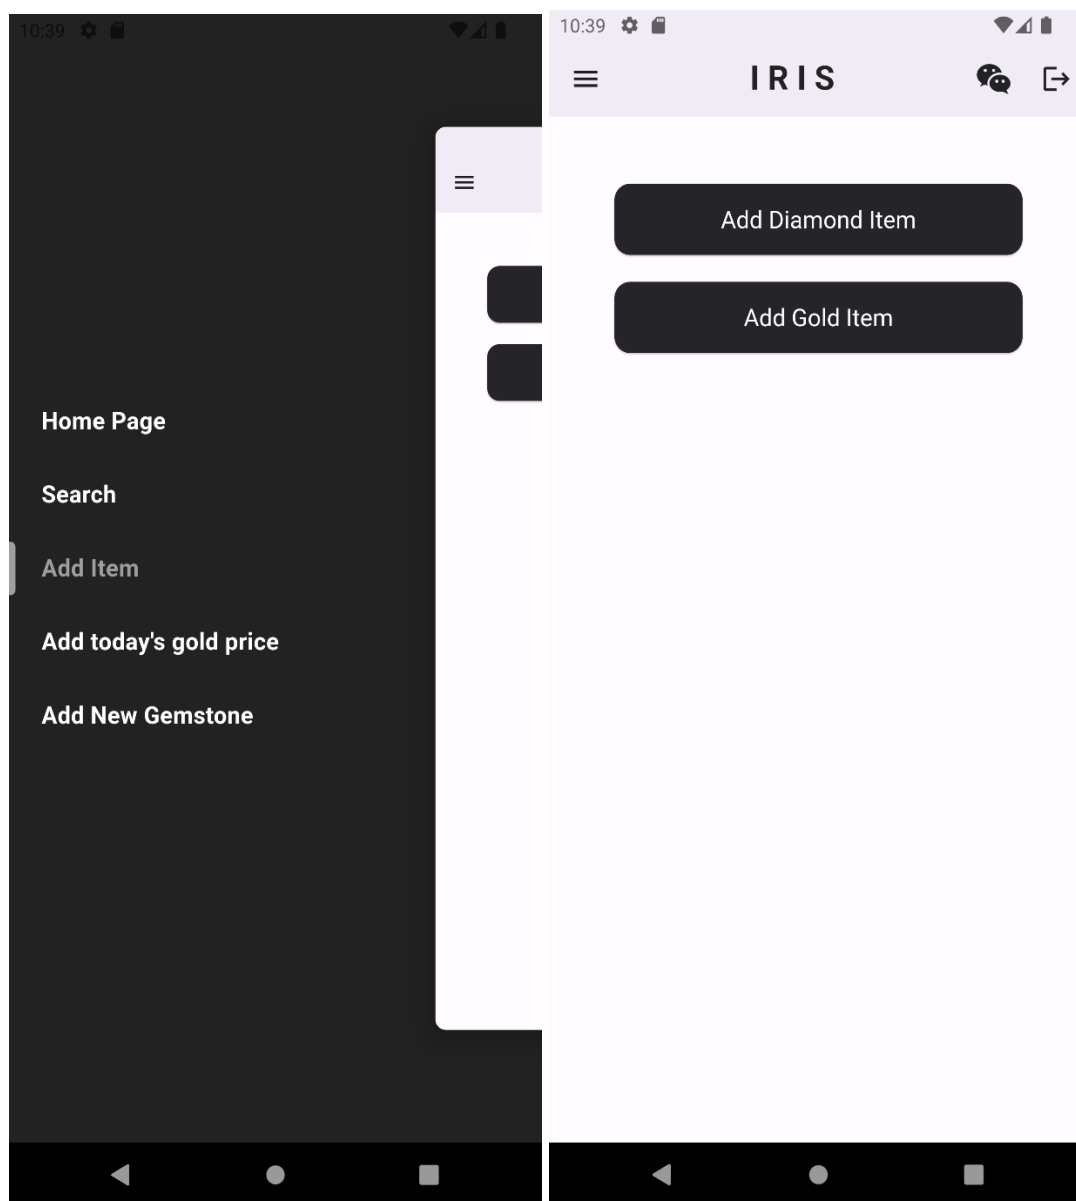 10:39
Home Page
Search
Add Item
Add today's gold price
Add New Gemstone
10:39
IRIS
Add Diamond Item
Add Gold Item